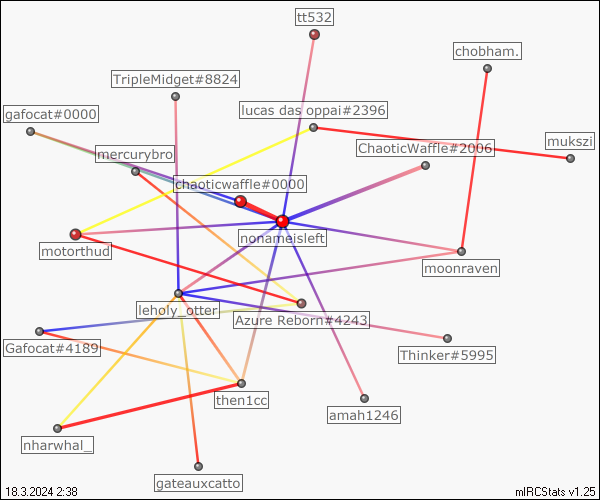 tt532
chobham.
TripleMidget#8824
gafocat#0000
lucas das oppai#2396
mukszi
mercurybro
ChaoticWaffle#2006
chaoticwaffle#0000
nonameisleft
motorthud
moonraven
leholy_otter
Azure Reborn#4243
Gafocat#4189
Thinker#5995
then1cc
amah1246
nharwhal_
gateauxcatto
18.3.2024 2:38
mIRCStats v1.25